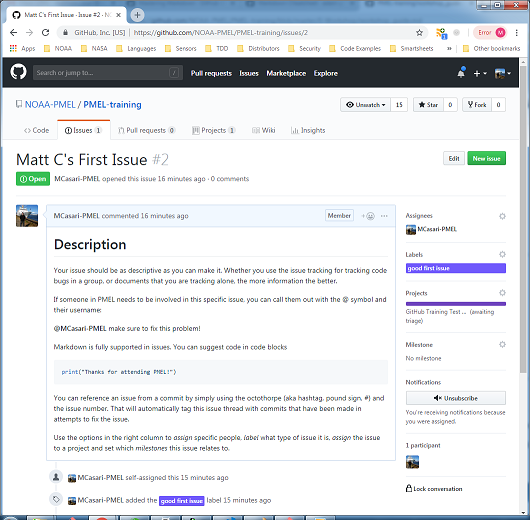 Matt C's First Issue · Issue #2 · N
GitHub, Inc. [US] | https://github.com/NOAA-PMEL/PMEL-training/issues/2
Error M
Apps NOAA NASA Languages Sensors TDD Distributors Security Code Examples Smartsheets » Other bookmarks
Search or jump to... / Pull requests Issues Marketplace Explore
NOAA-PMEL / PMEL-training
Unwatch 15 Star 0 Fork 0
Code Issues 1 Pull requests 0 Projects 1 Wiki Insights
Matt C's First Issue #2
Edit New issue
Open MCasari-PMEL opened this issue 16 minutes ago · 0 comments
MCasari-PMEL commented 16 minutes ago
Member + ...
Description
Your issue should be as descriptive as you can make it. Whether you use the issue tracking for tracking code
bugs in a group, or documents that you are tracking alone, the more information the better.
If someone in PMEL needs to be involved in this specific issue, you can call them out with the @ symbol and
their username:
@MCasari-PMEL make sure to fix this problem!
Markdown is fully supported in issues. You can suggest code in code blocks
print("Thanks for attending PMEL!")
You can reference an issue from a commit by simply using the octothorpe (aka hashtag, pound sign, #) and
the issue number. That will automatically tag this issue thread with commits that have been made in
attempts to fix the issue.
Use the options in the right column to assign specific people, label what type of issue it is, assign the issue
to a project and set which milestones this issue relates to.
MCasari-PMEL self-assigned this 15 minutes ago
MCasari-PMEL added the good first issue label 15 minutes ago
Assignees
MCasari-PMEL
Labels
good first issue
Projects
GitHub Training Test ... (awaiting
triage)
Milestone
No milestone
Notifications
Unsubscribe
You're receiving notifications because
you were assigned.
1 participant
Lock conversation